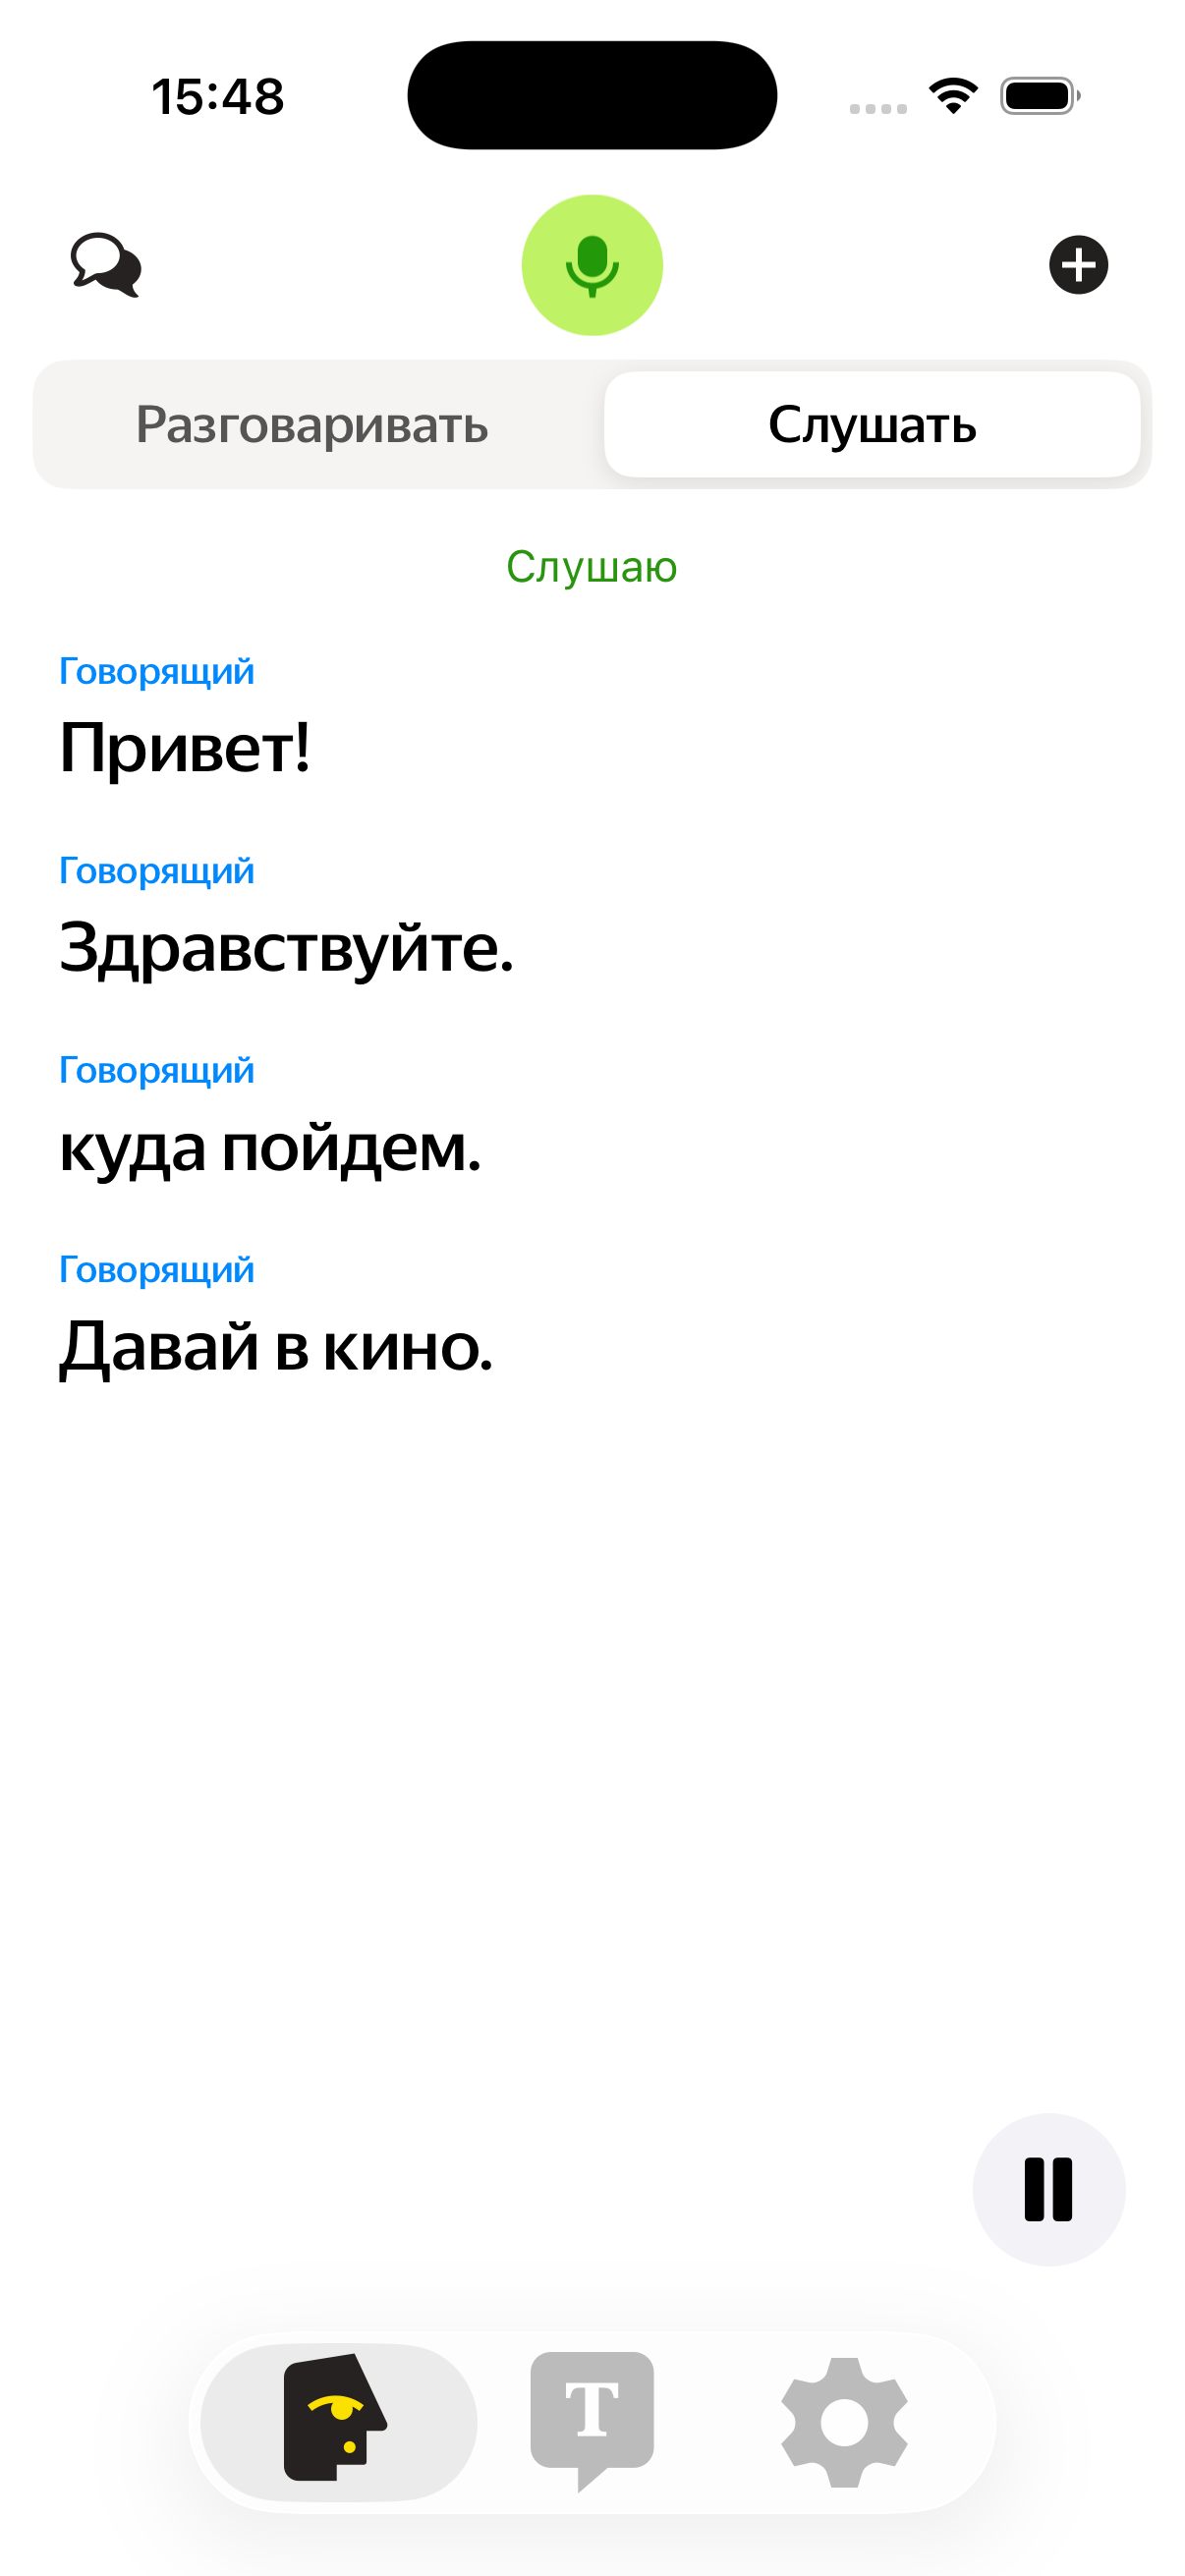 15:48
Разговаривать
Слушать
Слушаю
Говорящий
Привет!
Говорящий
Здравствуйте.
Говорящий
куда пойдем.
Говорящий
Давай в кино.
T